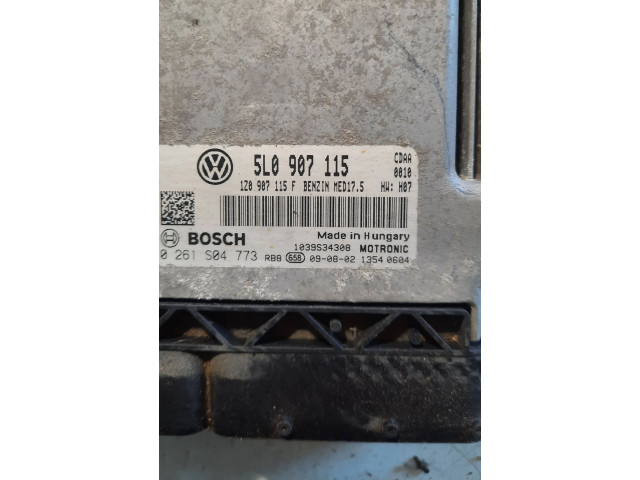 5L0 907 115 CDAA
1Z0 907 115 F BENZIN MED17.5 0010
HW: H07
BOSCH Made in Hungary
1039S34308 MOTRONIC
0 261 S04 773 RBB 658 09-08-02 1354 0604